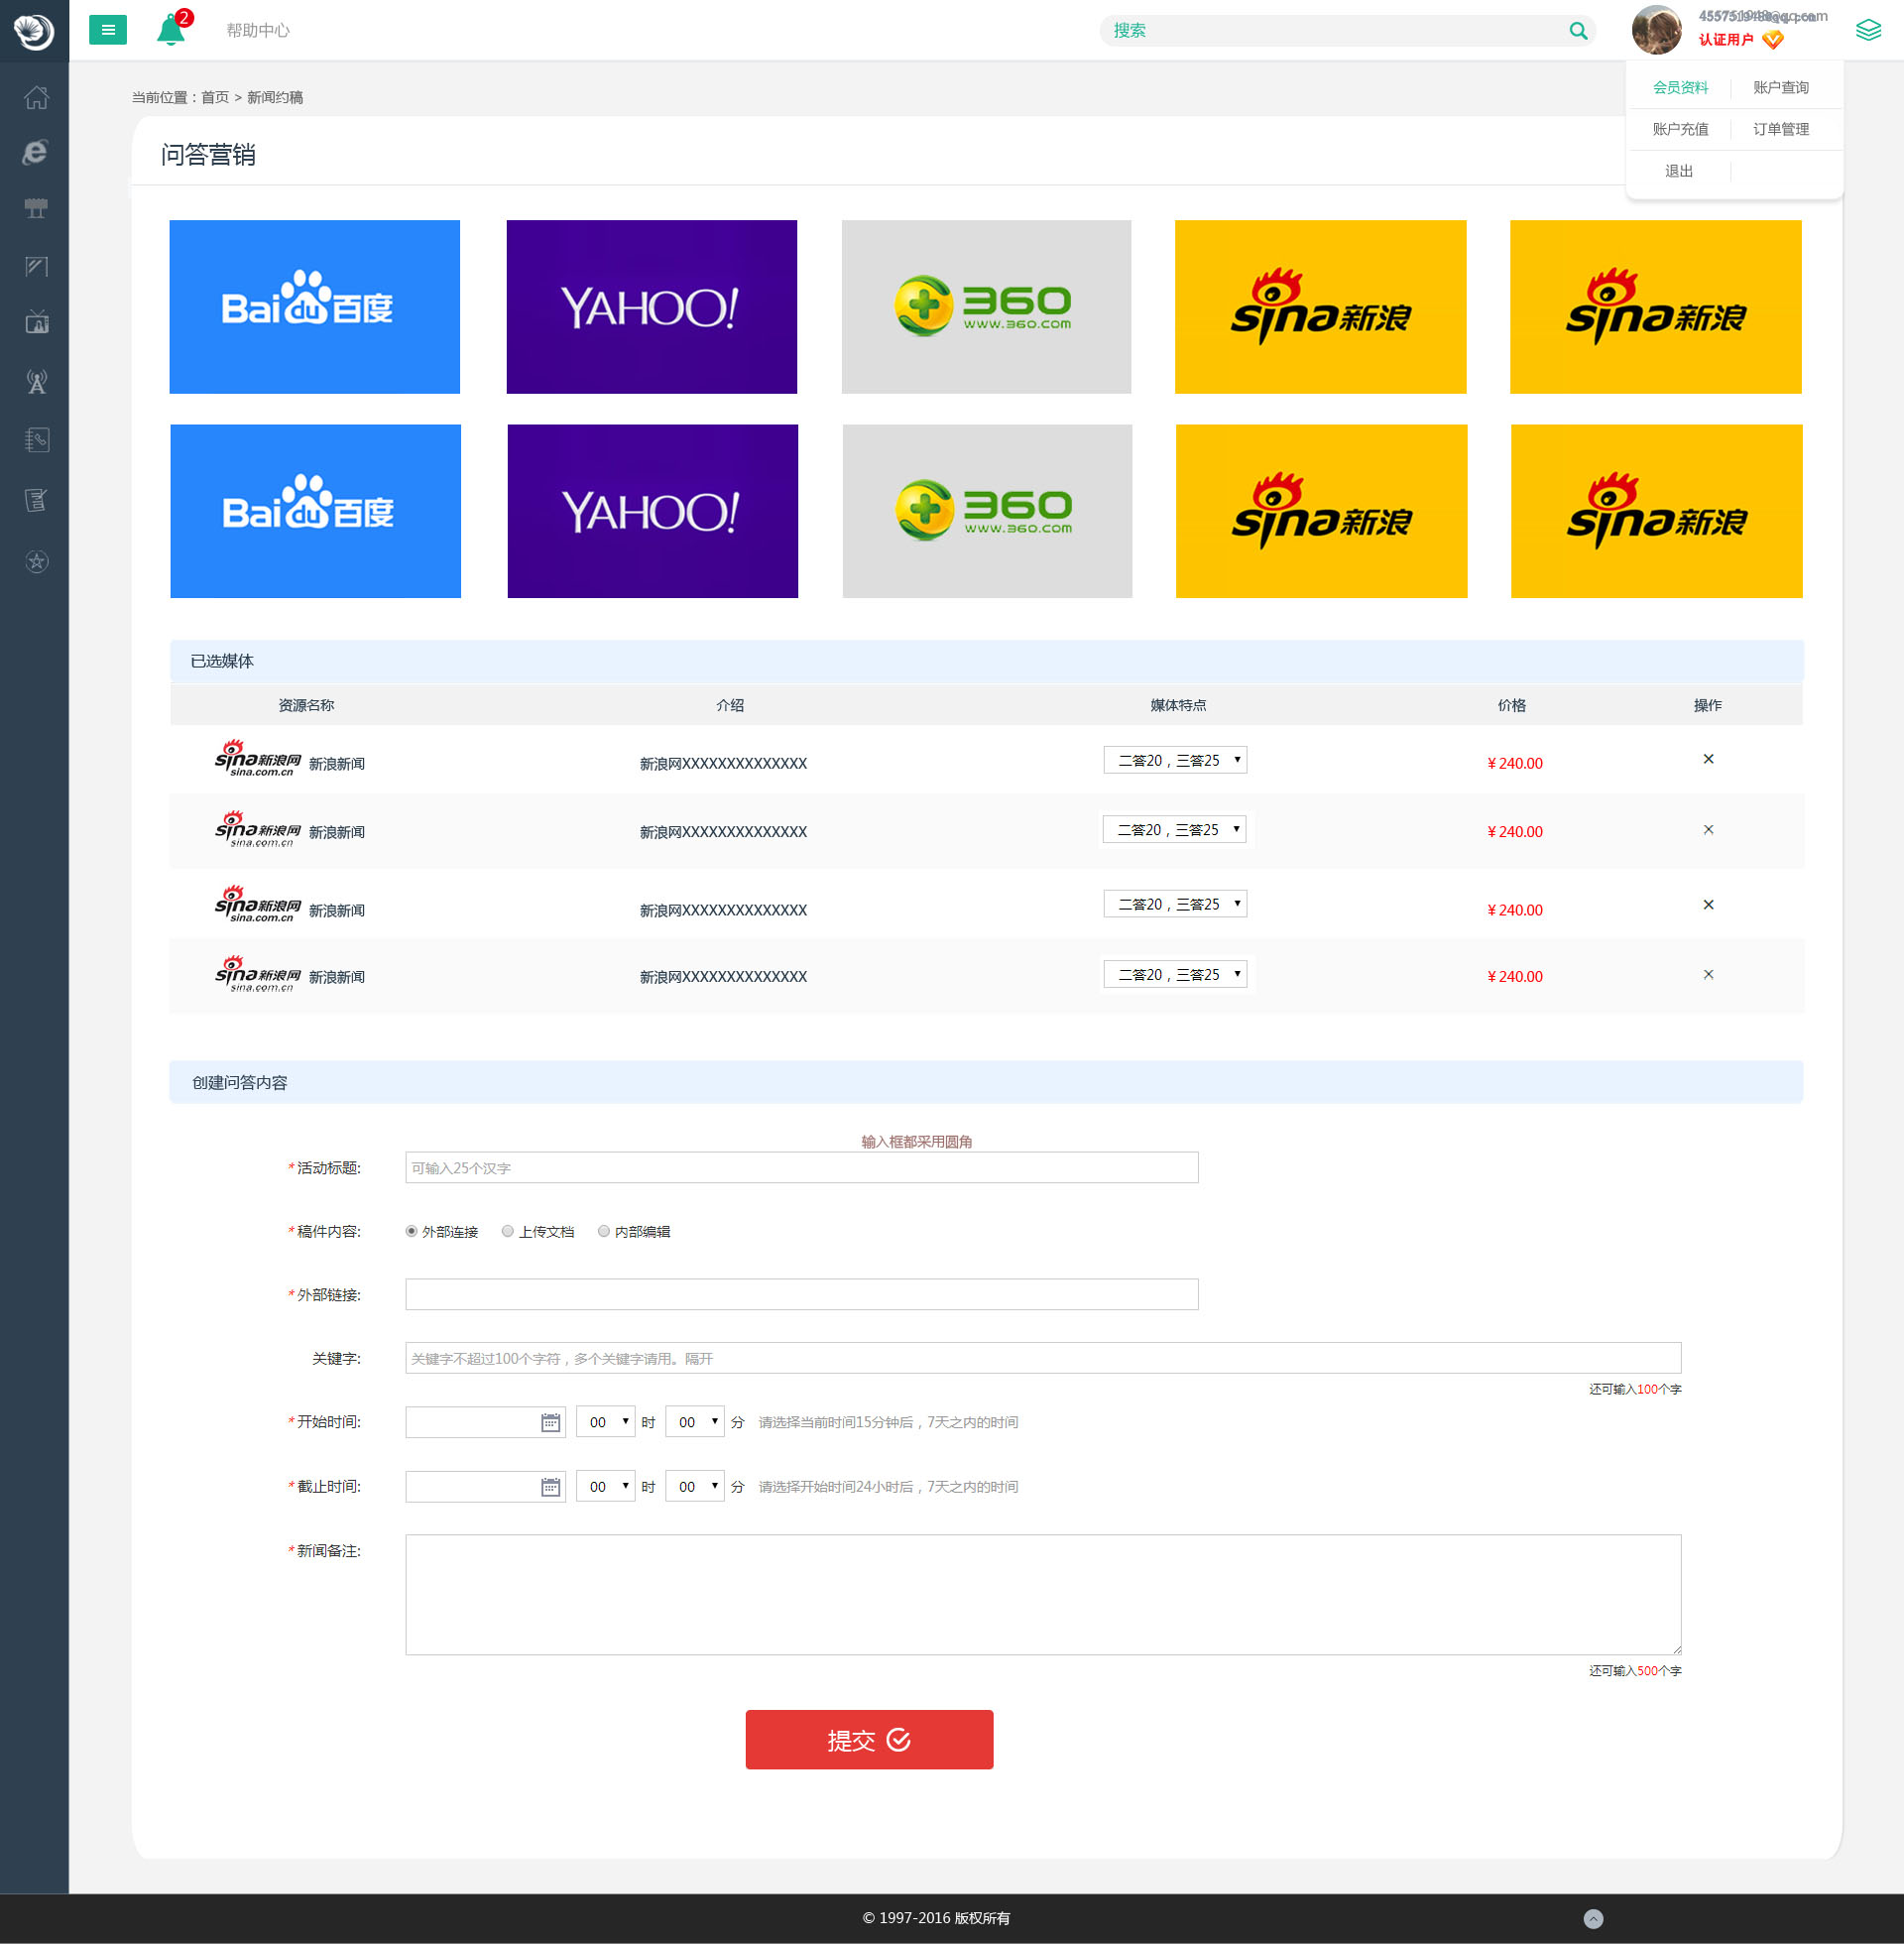 2
帮助中心
搜索
认证用户
会员资料 账户查询
账户充值 订单管理
退出
当前位置：首页 > 新闻约稿
问答营销
Bai du 百度 YAHOO! 360 www.360.com sina新浪 sina新浪
Bai du 百度 YAHOO! 360 www.360.com sina新浪 sina新浪
已选媒体
资源名称 介绍 媒体特点 价格 操作
sina新浪网 sina.com.cn 新浪新闻 新浪网XXXXXXXXXXXXXX 二答20，三答25 ￥240.00 ×
sina新浪网 sina.com.cn 新浪新闻 新浪网XXXXXXXXXXXXXX 二答20，三答25 ￥240.00 ×
sina新浪网 sina.com.cn 新浪新闻 新浪网XXXXXXXXXXXXXX 二答20，三答25 ￥240.00 ×
sina新浪网 sina.com.cn 新浪新闻 新浪网XXXXXXXXXXXXXX 二答20，三答25 ￥240.00 ×
创建问答内容
输入框都采用圆角
*活动标题: 可输入25个汉字
*稿件内容: 外部连接 上传文档 内部编辑
*外部链接:
关键字: 关键字不超过100个字符，多个关键字请用。隔开
还可输入100个字
*开始时间: 00 时 00 分 请选择当前时间15分钟后，7天之内的时间
*截止时间: 00 时 00 分 请选择开始时间24小时后，7天之内的时间
*新闻备注:
还可输入500个字
提交
© 1997-2016 版权所有